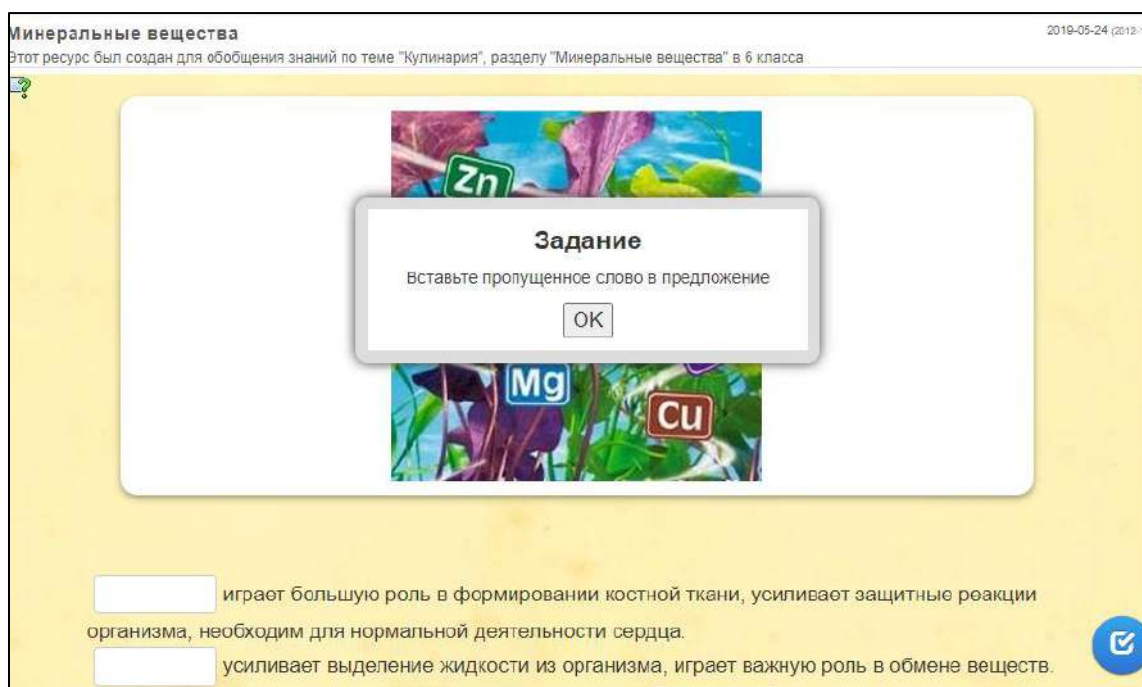 Минеральные вещества
2019-05-24 (2012-
Этот ресурс был создан для обобщения знаний по теме "Кулинария", разделу "Минеральные вещества" в 6 класса
Zn
Задание
Вставьте пропущенное слово в предложение
OK
Mg
Cu
играет большую роль в формировании костной ткани, усиливает защитные реакции
организма, необходим для нормальной деятельности сердца.
усиливает выделение жидкости из организма, играет важную роль в обмене веществ.